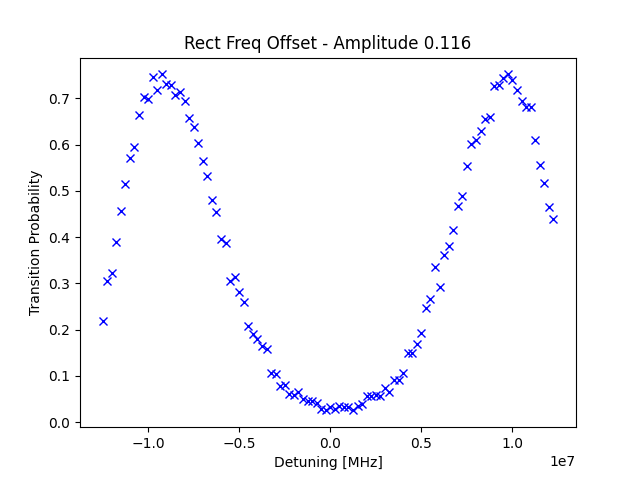 Rect Freq Offset - Amplitude 0.116
Transition Probability
0.7
0.6
0.5
0.4
0.3
0.2
0.1
0.0
−1.0 −0.5 0.0 0.5 1.0
1e7
Detuning [MHz]